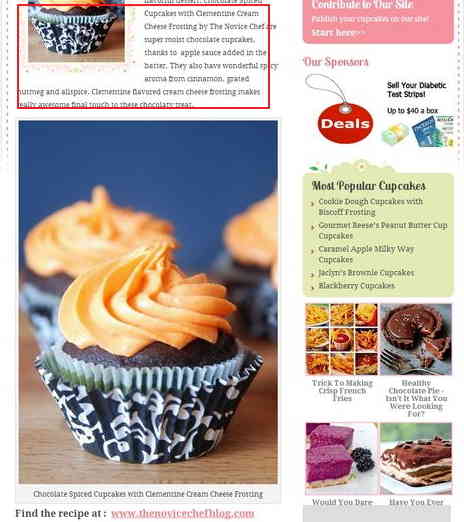 Cupcakes with Clementine Cream
Cheese Frosting by The Novice Chef are
super moist chocolate cupcakes,
thanks to apple sauce added in the
batter. They also have wonderful spicy
aroma from cinnamon, grated
nutmeg and allspice. Clementine flavored cream cheese frosting makes
really awesome final touch to these chocolaty treat.
Chocolate Spiced Cupcakes with Clementine Cream Cheese Frosting
Find the recipe at : www.thenovicechefblog.com
Contribute to Our Site
Publish your cupcakes on our site!
Start here>>
Our Sponsors
Deals
Sell Your Diabetic
Test Strips!
Up to $40 a box
Most Popular Cupcakes
Cookie Dough Cupcakes with
Biscoff Frosting
Gourmet Reese's Peanut Butter Cup
Cupcakes
Caramel Apple Milky Way
Cupcakes
Jaclyn's Brownie Cupcakes
Blackberry Cupcakes
Trick To Making
Crisp French
Fries
Healthy
Chocolate Pie -
Isn't It What You
Were Looking
For?
Would You Dare
Have You Ever